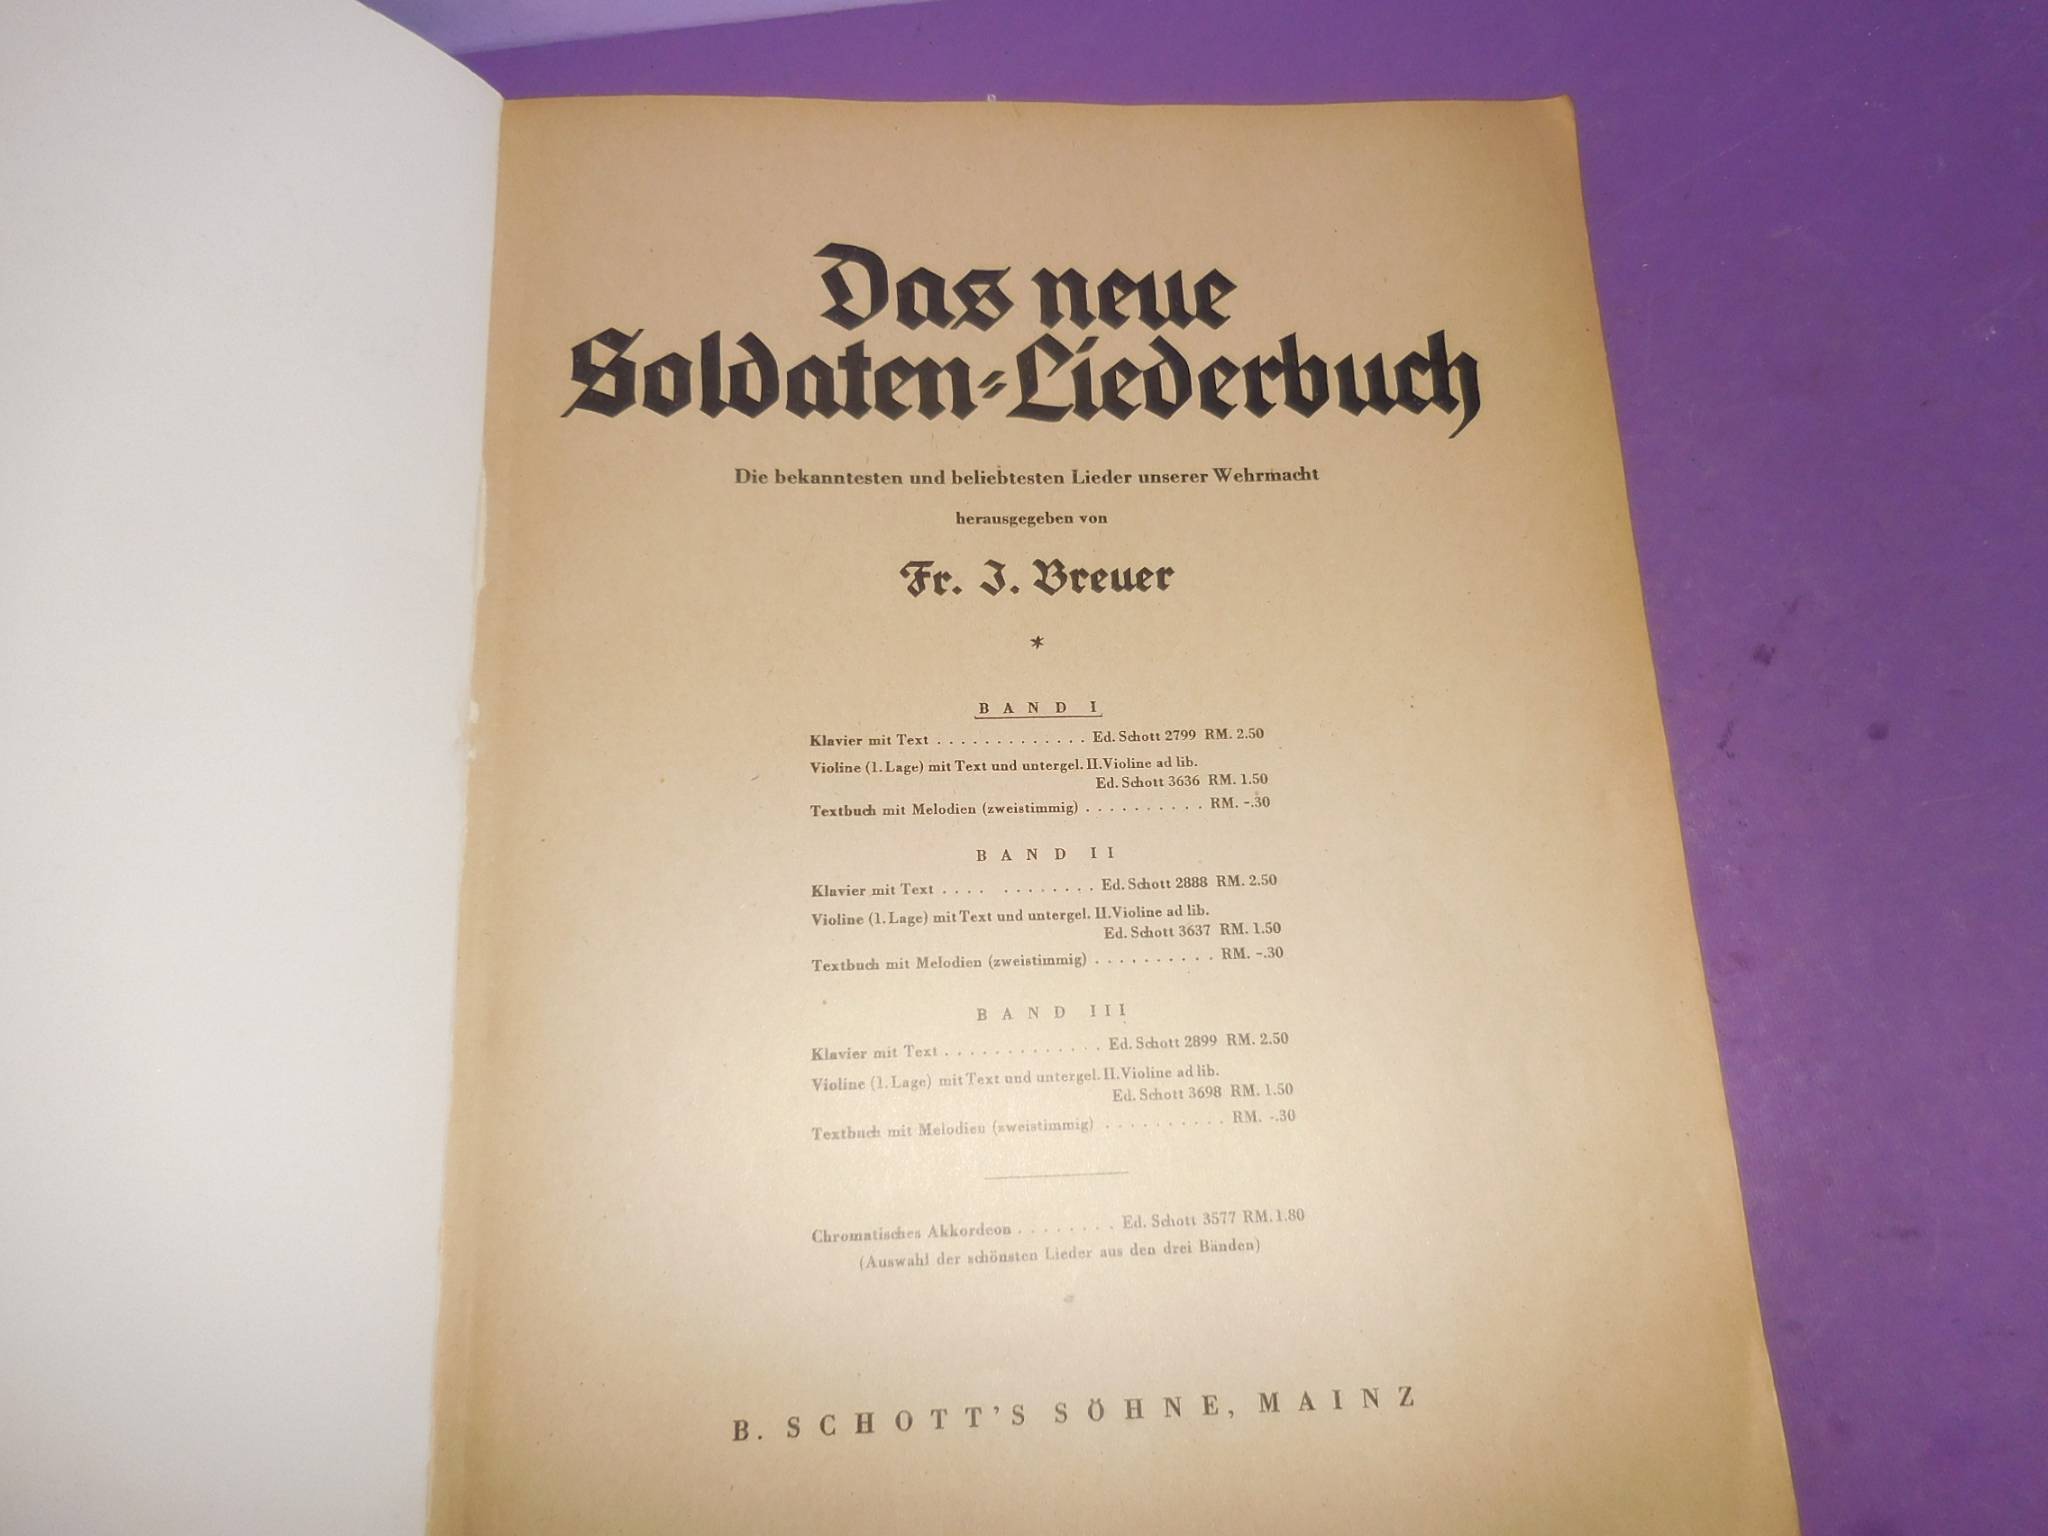 Das neue
Soldaten-Liederbuch
Die bekanntesten und beliebtesten Lieder unserer Wehrmacht
herausgegeben von
Fr. J. Breuer
*
BAND I
Klavier mit Text . . . . . . . . . . . . . Ed. Schott 2799 RM. 2.50
Violine (1. Lage) mit Text und untergel. II. Violine ad lib.
Ed. Schott 3636 RM. 1.50
Textbuch mit Melodien (zweistimmig) . . . . . . . . . . RM. -.30
BAND II
Klavier mit Text . . . . . . . . . . . . Ed. Schott 2888 RM. 2.50
Violine (1. Lage) mit Text und untergel. II. Violine ad lib.
Ed. Schott 3637 RM. 1.50
Textbuch mit Melodien (zweistimmig) . . . . . . . . . . RM. -.30
BAND III
Klavier mit Text . . . . . . . . . . . . . Ed. Schott 2899 RM. 2.50
Violine (1. Lage) mit Text und untergel. II. Violine ad lib.
Ed. Schott 3698 RM. 1.50
Textbuch mit Melodien (zweistimmig) . . . . . . . . . . RM. -.30
Chromatisches Akkordeon . . . . . . . . Ed. Schott 3577 RM. 1.80
(Auswahl der schönsten Lieder aus den drei Bänden)
B. SCHOTT'S SÖHNE, MAINZ